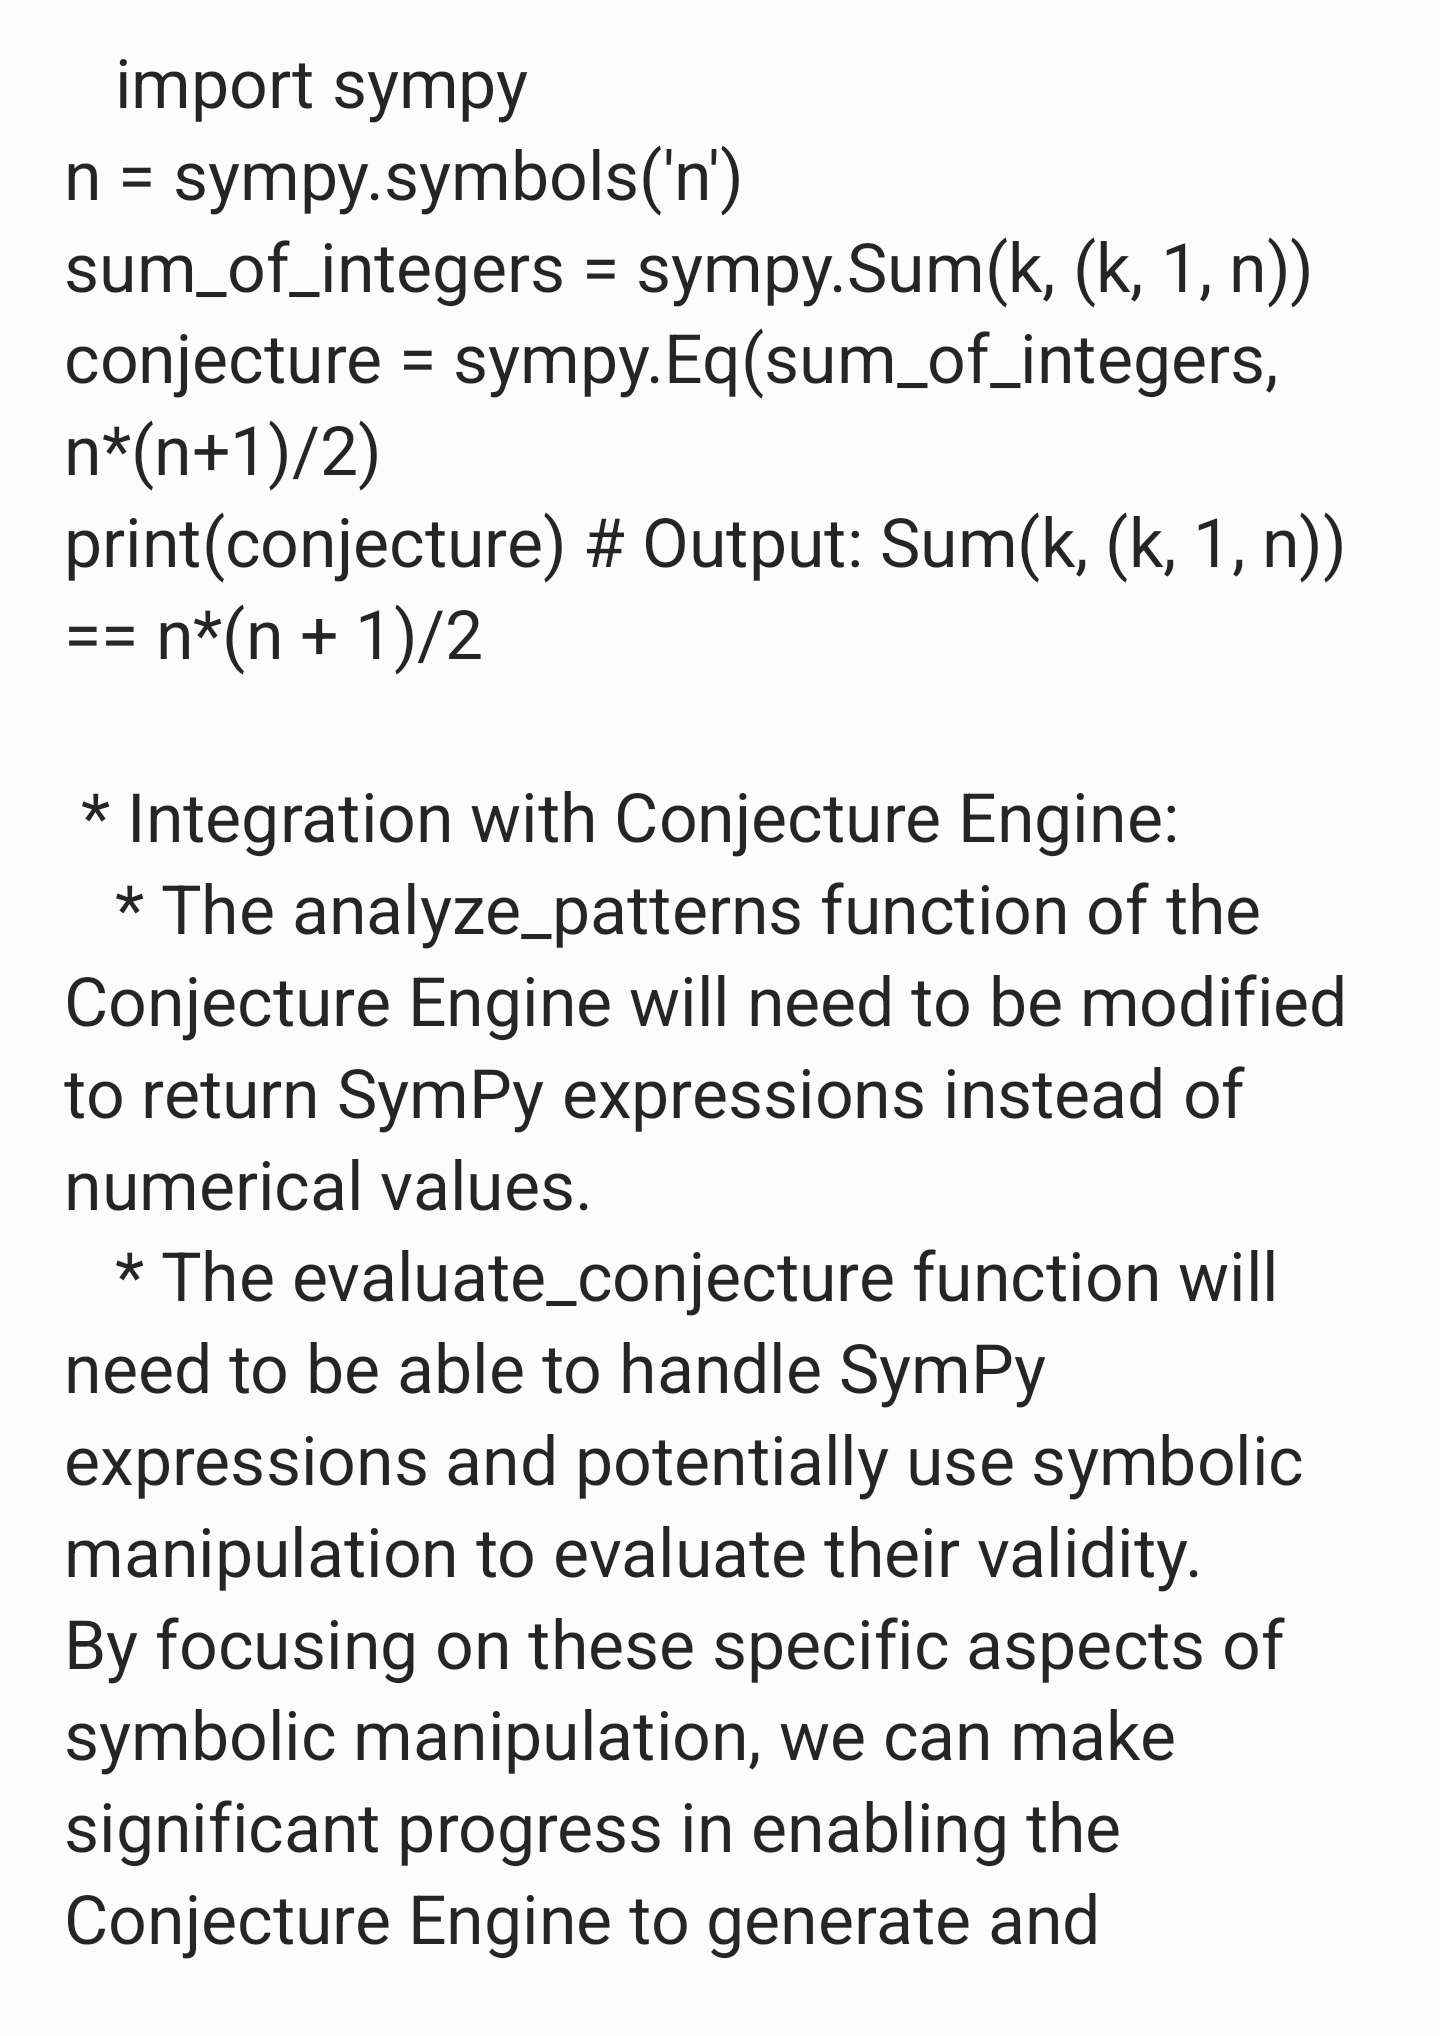 import sympy
n = sympy.symbols('n')
sum_of_integers = sympy.Sum(k, (k, 1, n))
conjecture = sympy.Eq(sum_of_integers,
n*(n+1)/2)
print(conjecture) # Output: Sum(k, (k, 1, n))
== n*(n + 1)/2
* Integration with Conjecture Engine:
* The analyze_patterns function of the
Conjecture Engine will need to be modified
to return SymPy expressions instead of
numerical values.
* The evaluate_conjecture function will
need to be able to handle SymPy
expressions and potentially use symbolic
manipulation to evaluate their validity.
By focusing on these specific aspects of
symbolic manipulation, we can make
significant progress in enabling the
Conjecture Engine to generate and